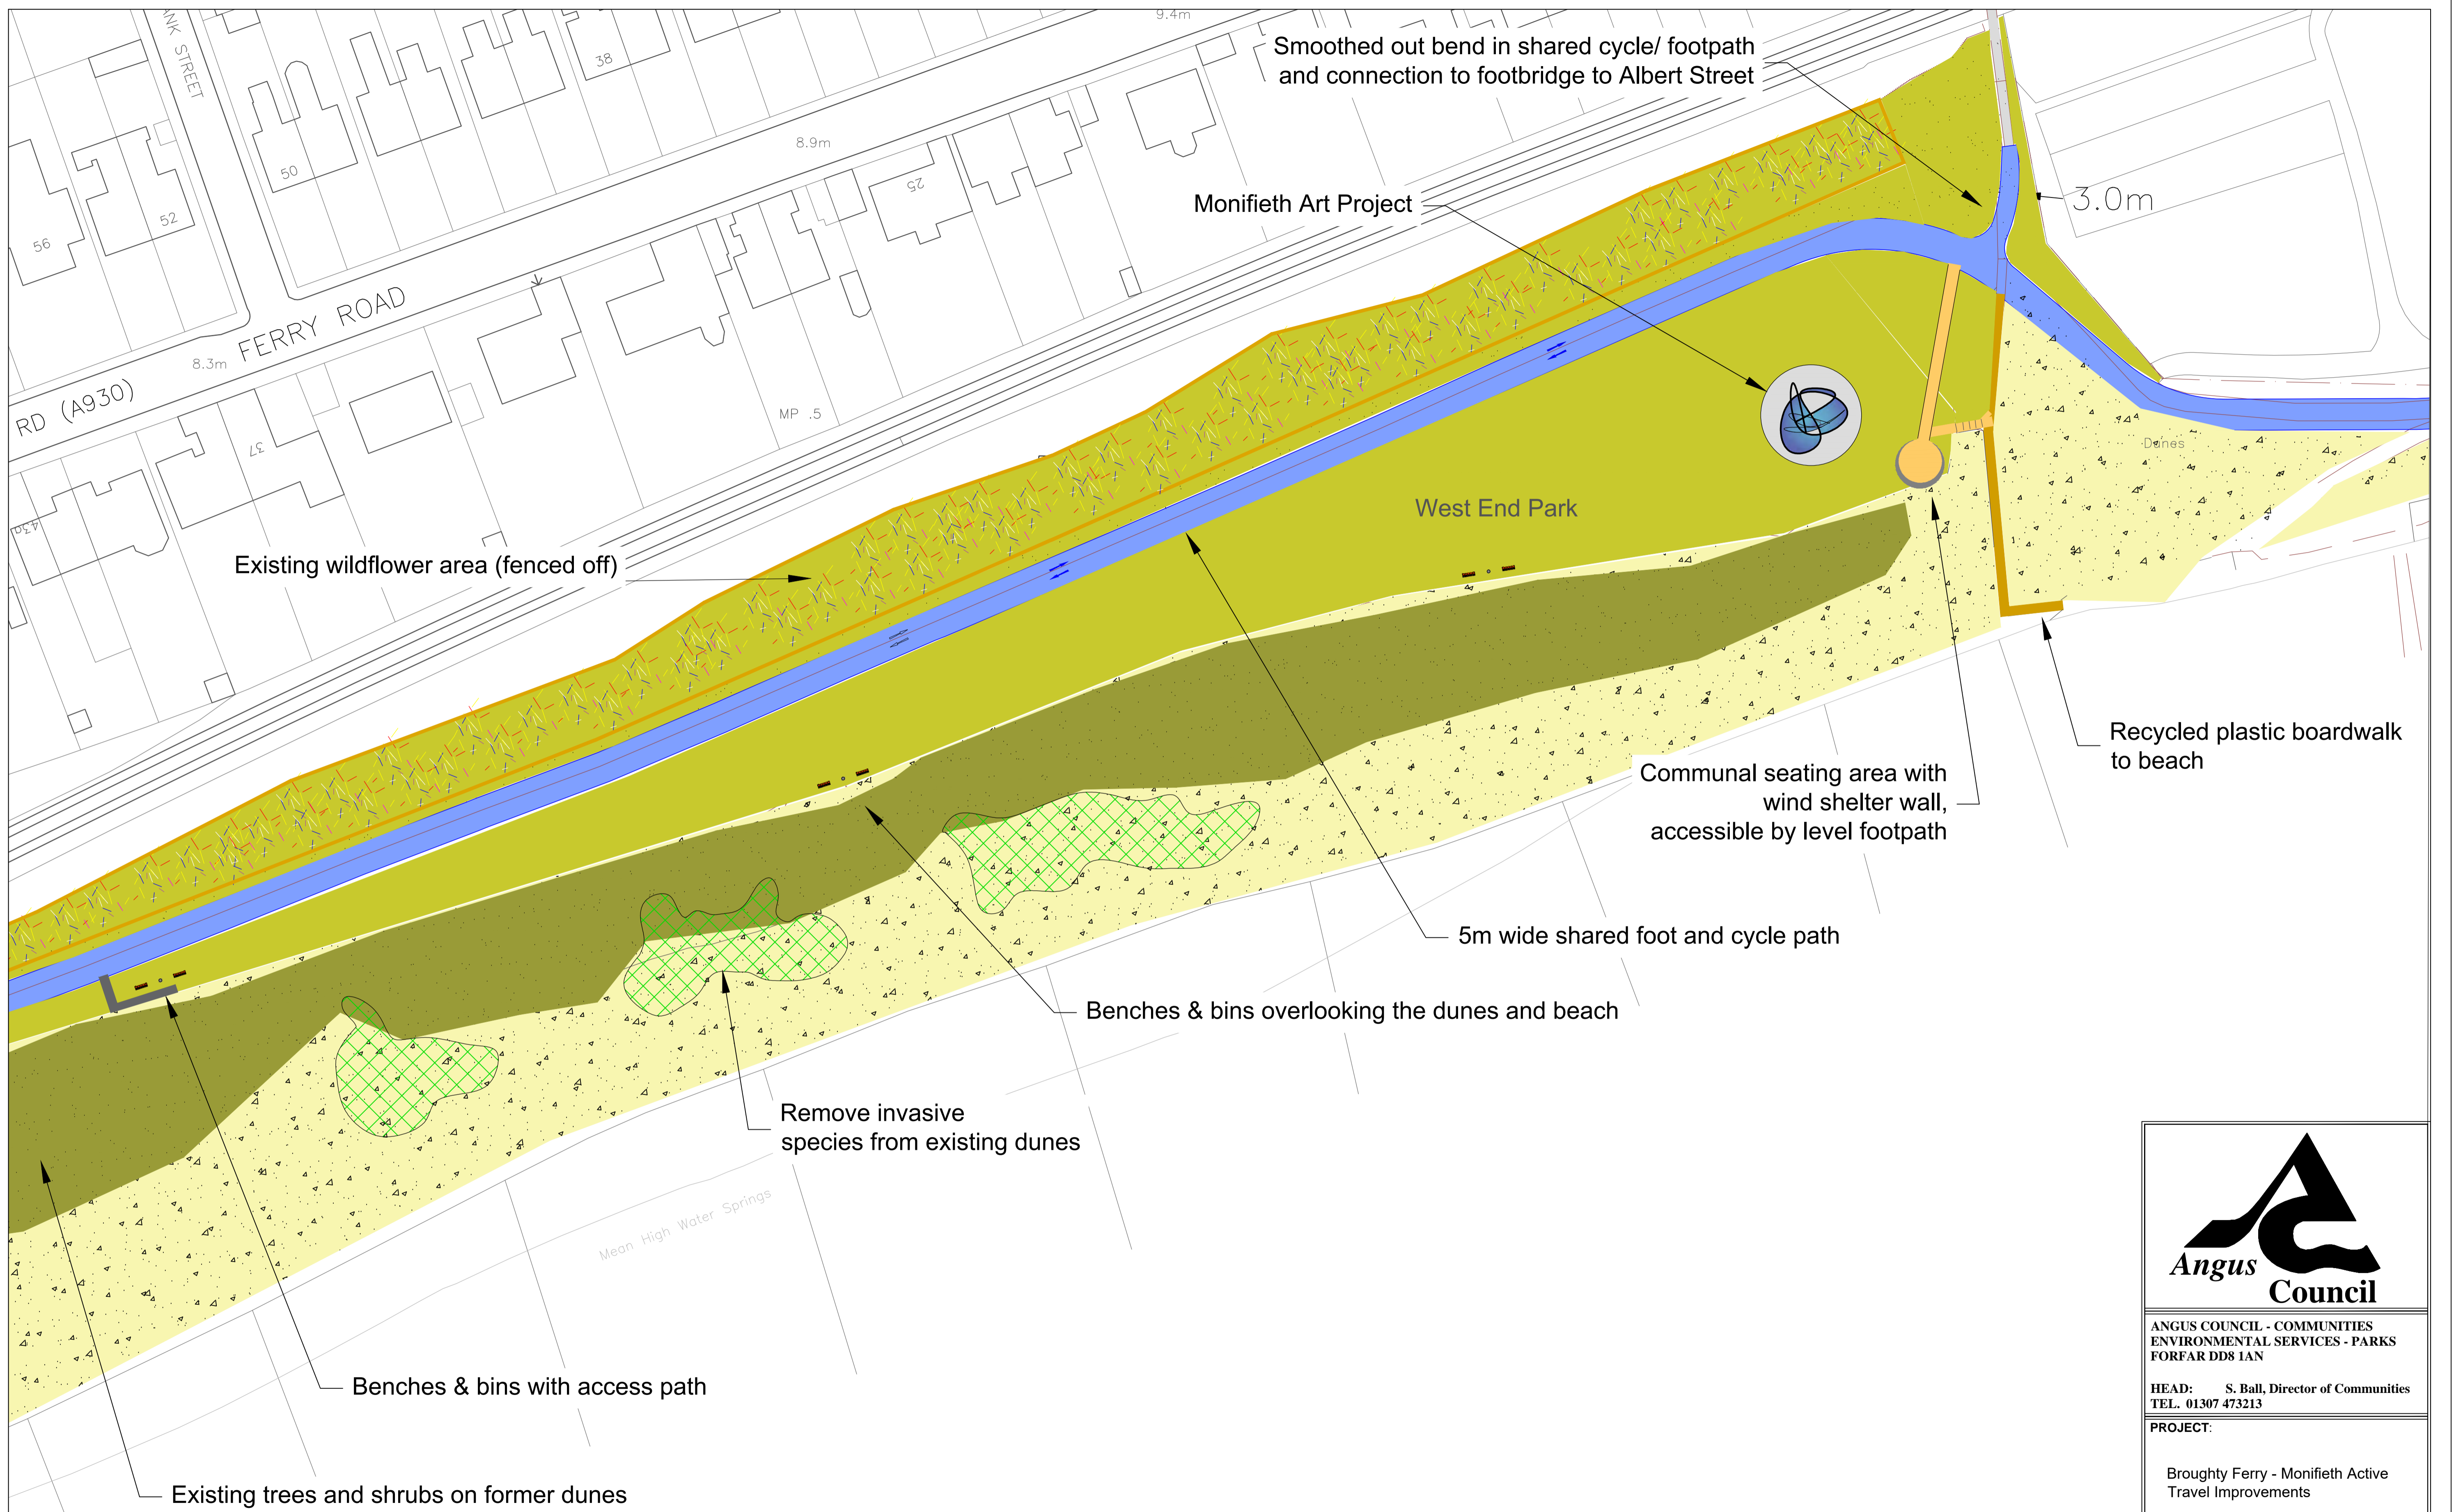 9.4m
Smoothed out bend in shared cycle/ footpath
and connection to footbridge to Albert Street
38
STREET
50
52
56
8.9m
25
Monifieth Art Project
3.0m
FERRY ROAD
8.3m
RD (A930)
MP .5
37
43a
Dunes
West End Park
Existing wildflower area (fenced off)
Recycled plastic boardwalk
to beach
Communal seating area with
wind shelter wall,
accessible by level footpath
5m wide shared foot and cycle path
Benches & bins overlooking the dunes and beach
Remove invasive
species from existing dunes
Mean High Water Springs
Benches & bins with access path
Existing trees and shrubs on former dunes
Angus
Council
ANGUS COUNCIL - COMMUNITIES
ENVIRONMENTAL SERVICES - PARKS
FORFAR DD8 1AN
HEAD: S. Ball, Director of Communities
TEL. 01307 473213
PROJECT:
Broughty Ferry - Monifieth Active
Travel Improvements